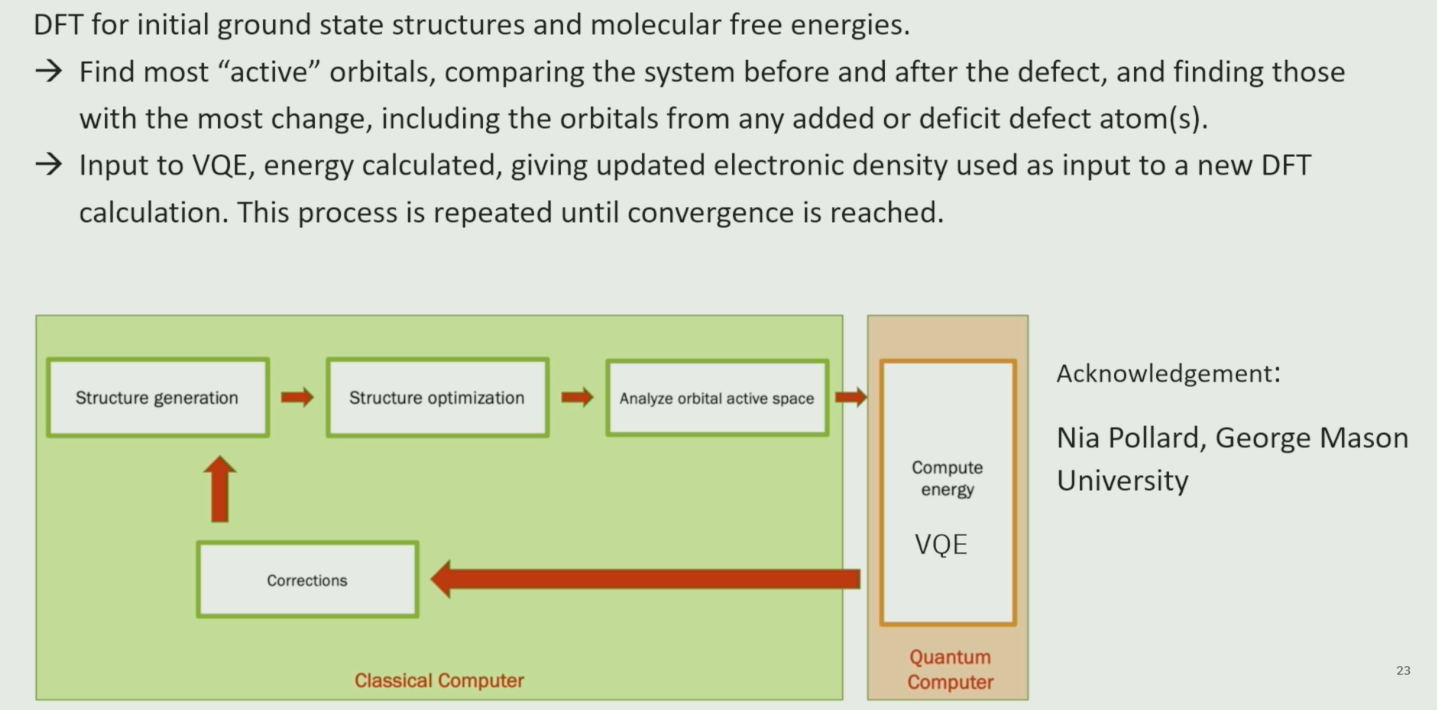 DFT for initial ground state structures and molecular free energies.
→ Find most “active” orbitals, comparing the system before and after the defect, and finding those
with the most change, including the orbitals from any added or deficit defect atom(s).
→ Input to VQE, energy calculated, giving updated electronic density used as input to a new DFT
calculation. This process is repeated until convergence is reached.
Structure generation
Structure optimization
Analyze orbital active space
Compute
energy
VQE
Corrections
Classical Computer
Quantum
Computer
Acknowledgement:
Nia Pollard, George Mason
University
23